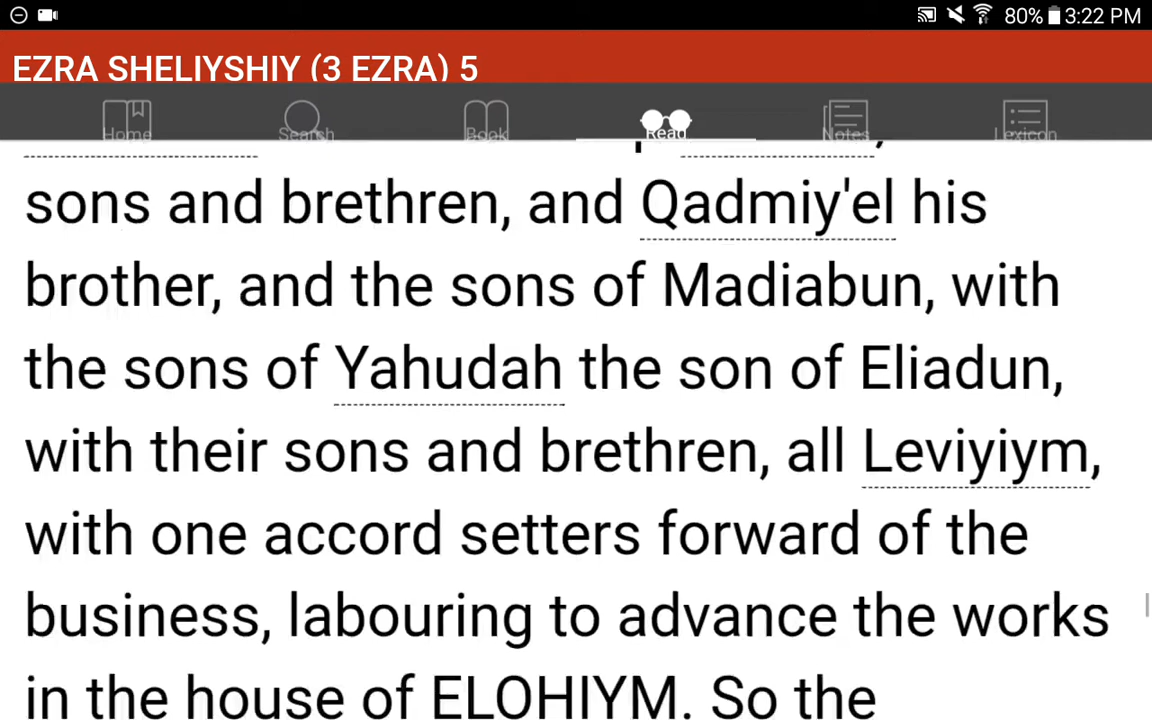 80% 3:22 PM
EZRA SHELIYSHIY (3 EZRA) 5
Home Search Book Read Notes Lexicon
sons and brethren, and Qadmiy'el his
brother, and the sons of Madiabun, with
the sons of Yahudah the son of Eliadun,
with their sons and brethren, all Leviyiym,
with one accord setters forward of the
business, labouring to advance the works
in the house of ELOHIYM. So the